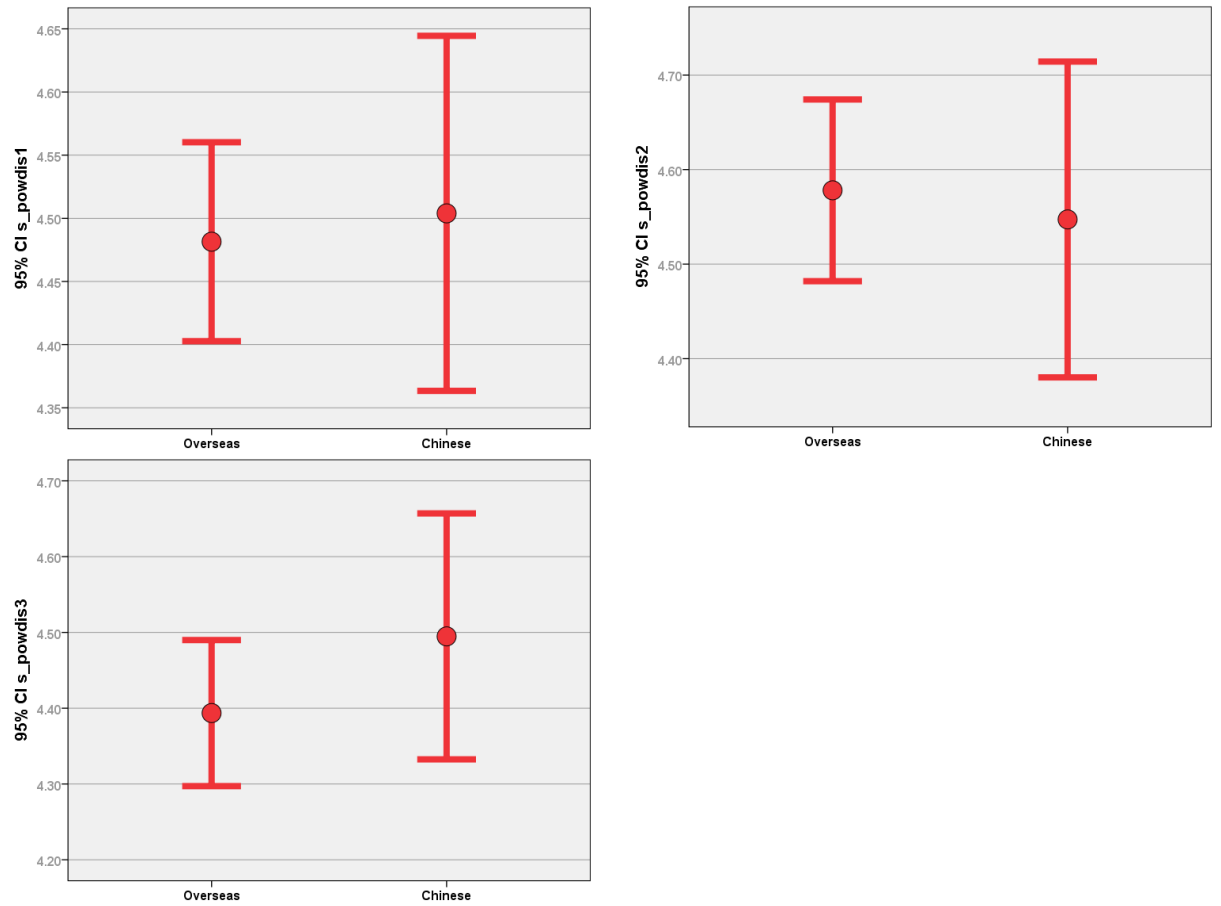 95% CI s_powdis1
4.65
4.60
4.55
4.50
4.45
4.40
4.35
Overseas Chinese
95% CI s_powdis2
4.70
4.60
4.50
4.40
Overseas Chinese
95% CI s_powdis3
4.70
4.60
4.50
4.40
4.30
4.20
Overseas Chinese